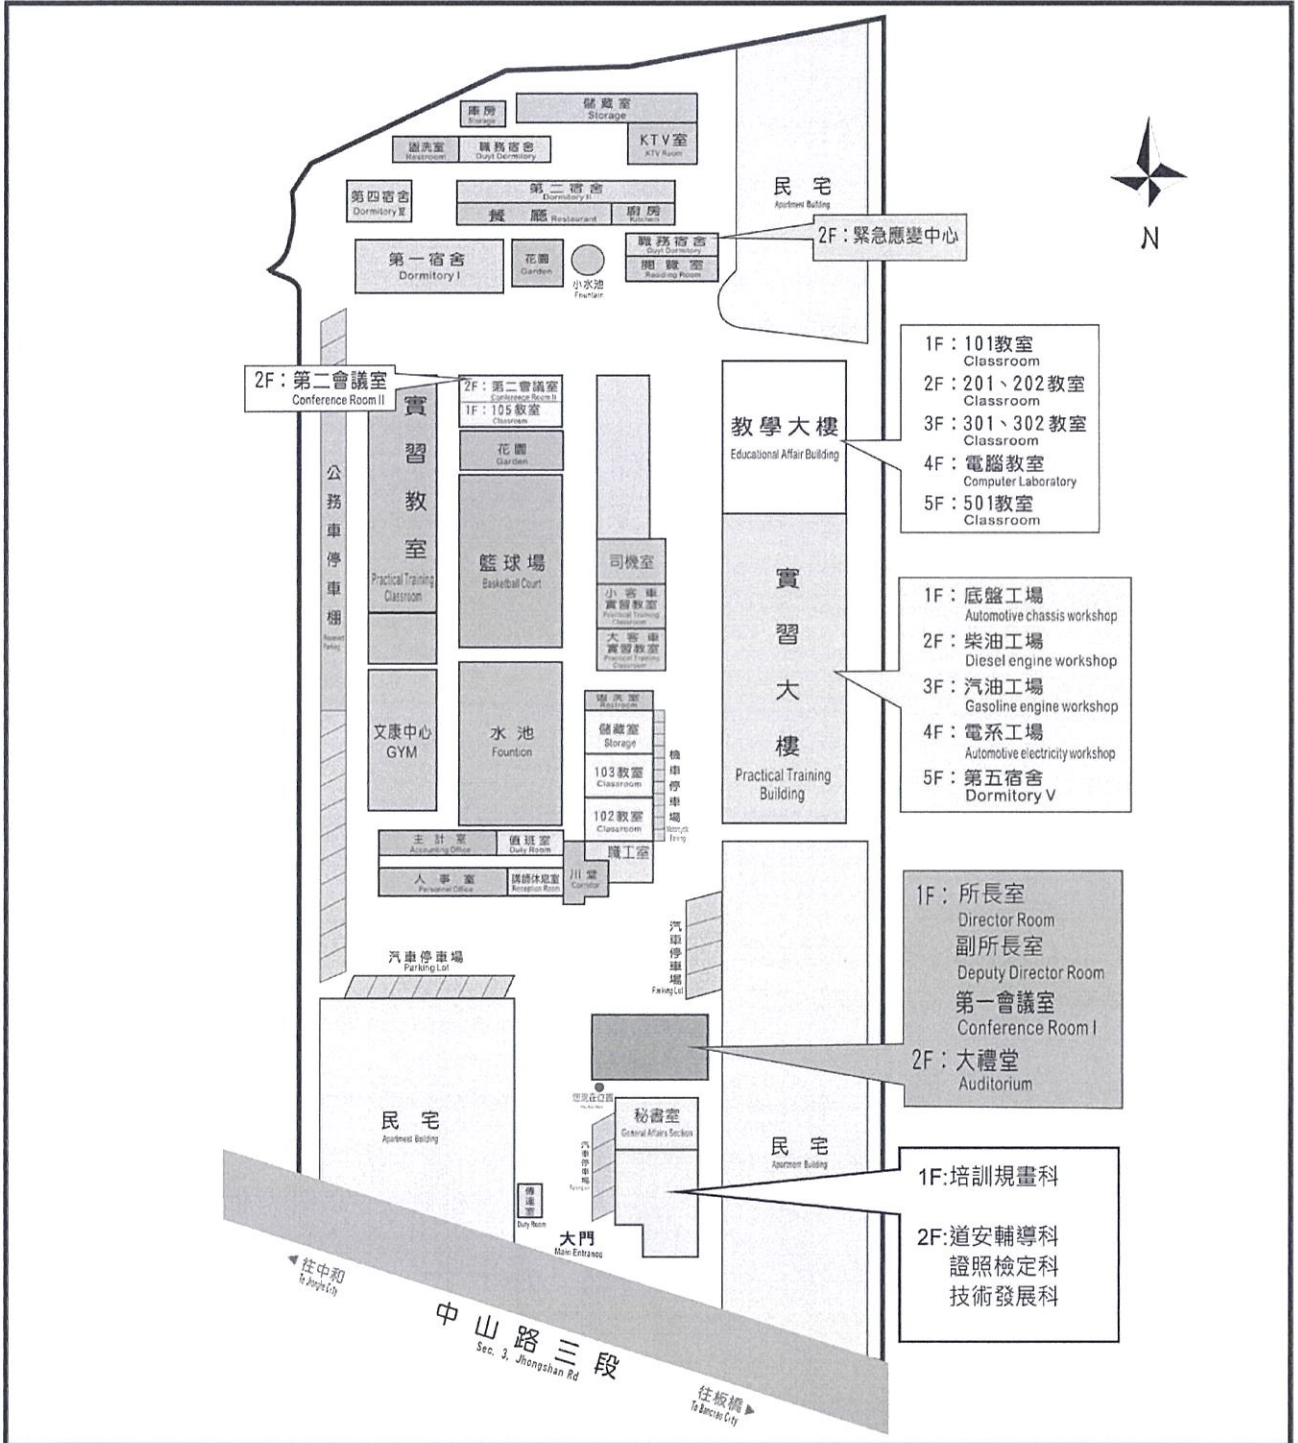 庫房
Storage
儲藏室
Storage
KTV室
KTV Room
盥洗室
Restroom
職務宿舍
Duyt Dormitory
第四宿舍
Dormitory
第二宿舍
Dormitory II
餐廳 Restaurant
廚房
Kitchen
民宅
Apartment Building
N
職務宿舍
Duyt Dormitory
閱覽室
Reading Room
2F：緊急應變中心
第一宿舍
Dormitory I
花園
Garden
小水池
Fountain
2F：第二會議室
Conference Room II
2F：第二會議室
Conference Room II
1F：105教室
Classroom
花園
Garden
實習教室
Practical Training
Classroom
公務車停車棚
Parking
籃球場
Basketball Court
司機室
小客車
實習教室
Practical Training
Classroom
大客車
實習教室
Practical Training
Classroom
教學大樓
Educational Affair Building
1F：101教室
Classroom
2F：201、202教室
Classroom
3F：301、302教室
Classroom
4F：電腦教室
Computer Laboratory
5F：501教室
Classroom
實習大樓
Practical Training
Building
1F：底盤工場
Automotive chassis workshop
2F：柴油工場
Diesel engine workshop
3F：汽油工場
Gasoline engine workshop
4F：電系工場
Automotive electricity workshop
5F：第五宿舍
Dormitory V
文康中心
GYM
水池
Fountion
盥洗室
Restroom
儲藏室
Storage
103教室
Classroom
102教室
Classroom
機車停車場
職工室
主計室
Accounting Office
值班室
Duty Room
人事室
Personnel Office
講師休息室
Reception Room
川堂
Corridor
汽車停車場
Parking Lot
汽車停車場
Parking Lot
1F：所長室
Director Room
副所長室
Deputy Director Room
第一會議室
Conference Room I
2F：大禮堂
Auditorium
您現在位置
秘書室
General Affairs Section
汽車停車場
民宅
Apartment Building
民宅
Apartment Building
傳達室
Duty Room
大門
Main Entrance
1F:培訓規畫科
2F:道安輔導科
證照檢定科
技術發展科
往中和
中山路三段
Sec. 3, Jhongshan Rd
往板橋